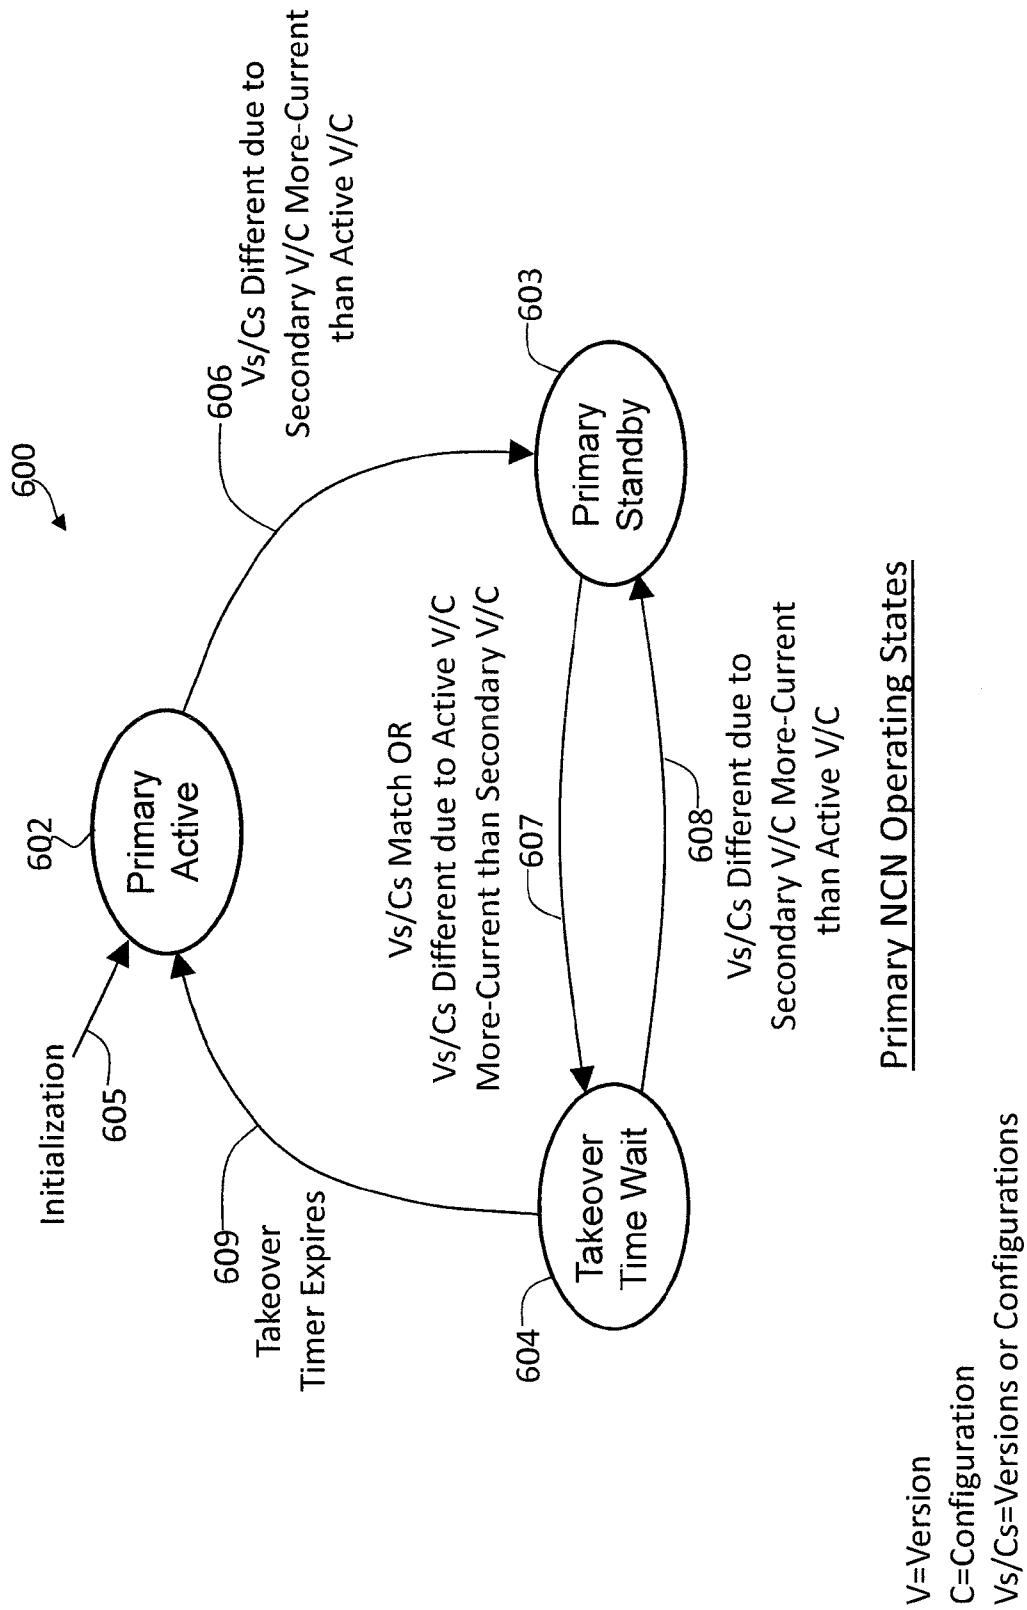 600
Initialization
605
602
Primary
Active
606
Vs/Cs Different due to
Secondary V/C More-Current
than Active V/C
609
Takeover
Timer Expires
Vs/Cs Match OR
Vs/Cs Different due to Active V/C
More-Current than Secondary V/C
607
603
Primary
Standby
604
Takeover
Time Wait
608
Vs/Cs Different due to
Secondary V/C More-Current
than Active V/C
Primary NCN Operating States
V=Version
C=Configuration
Vs/Cs=Versions or Configurations